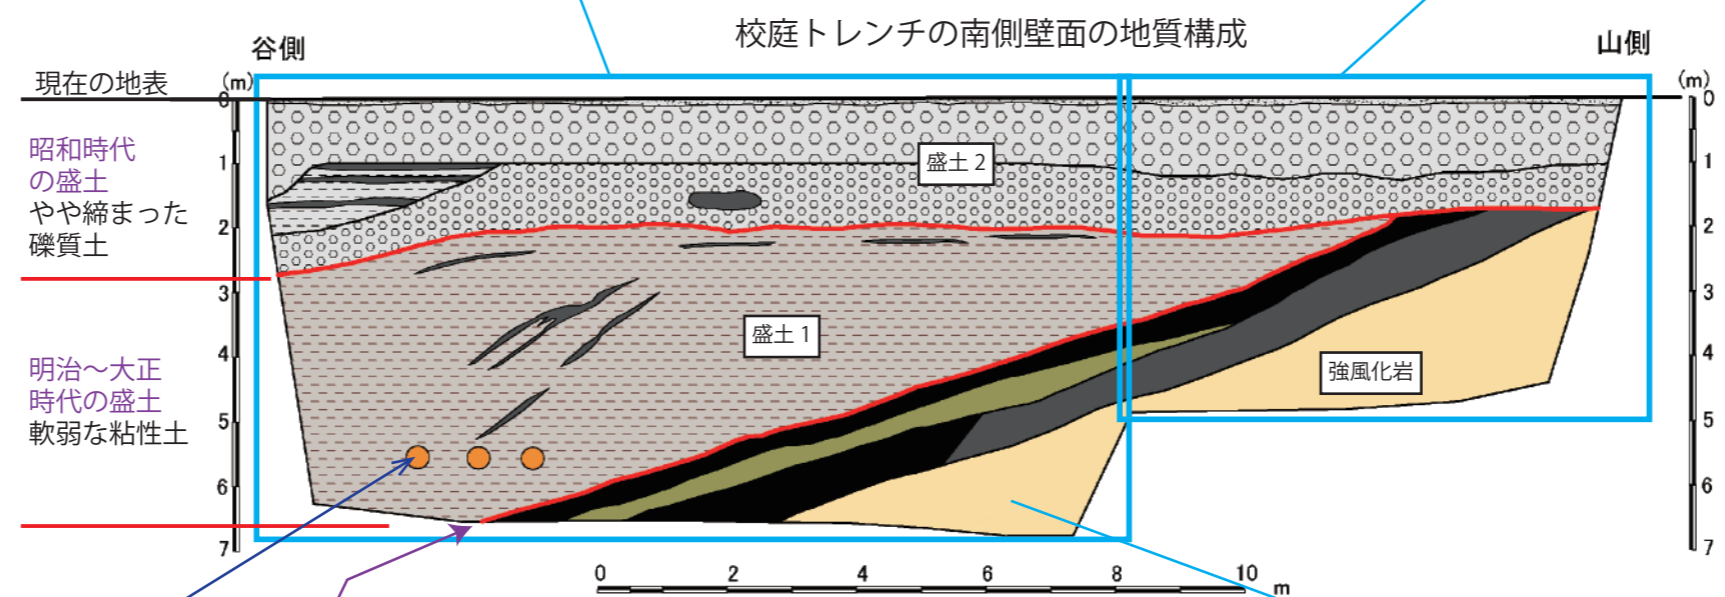 校庭トレンチの南側壁面の地質構成
谷側
山側
現在の地表
(m)
(m)
0
1
2
3
4
5
6
7
0
1
2
3
4
5
6
7
昭和時代
の盛土
やや締まった
礫質土
明治～大正
時代の盛土
軟弱な粘性土
盛土 2
盛土 1
強風化岩
0 2 4 6 8 10 m